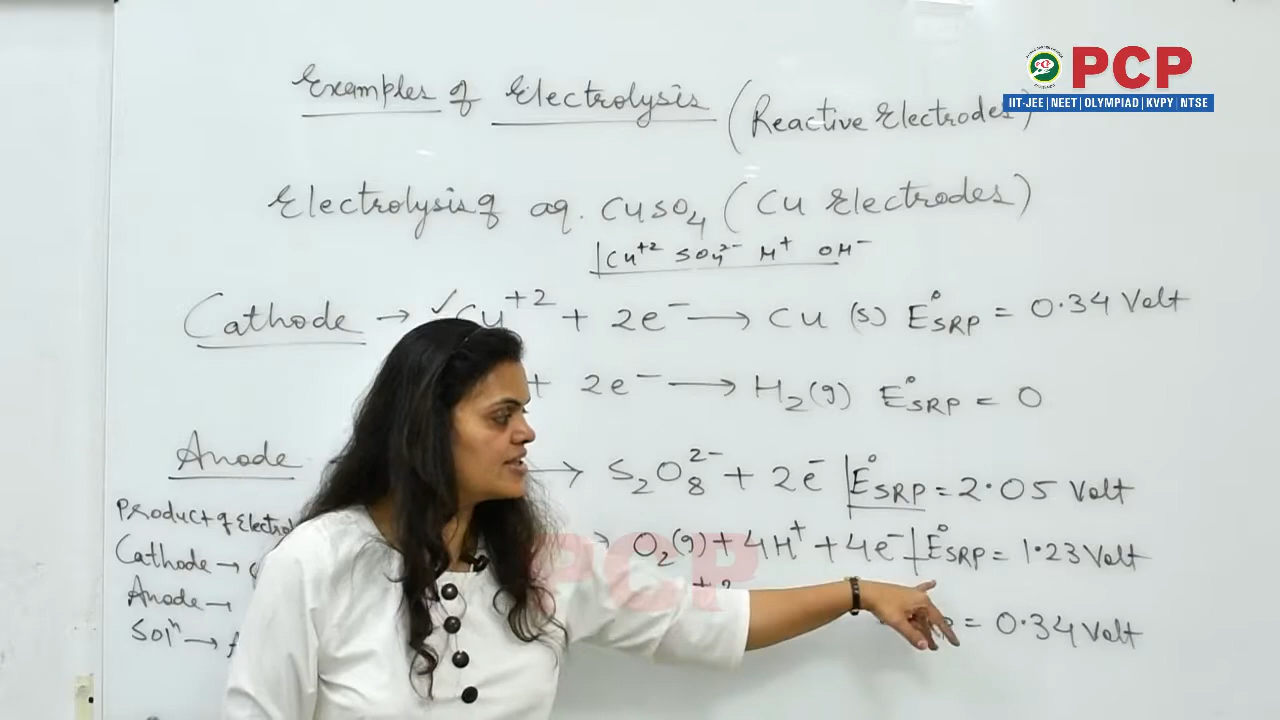 PCP
IIT-JEE | NEET | OLYMPIAD | KVPY | NTSE
Examples of Electrolysis (Reactive Electrodes)
Electrolysis of aq. CuSO₄ (Cu Electrodes)
Cu⁺² SO₄²⁻ H⁺ OH⁻
Cathode → ✓Cu⁺² + 2e⁻ → Cu (s) E°SRP = 0.34 Volt
+ 2e⁻ → H₂(g) E°SRP = 0
Anode → S₂O₈²⁻ + 2e⁻ | E°SRP = 2.05 Volt
→ O₂(g) + 4H⁺ + 4e⁻ | E°SRP = 1.23 Volt
+2 = 0.34 Volt
Product of
Cathode →
Anode →
Solⁿ →
PCP